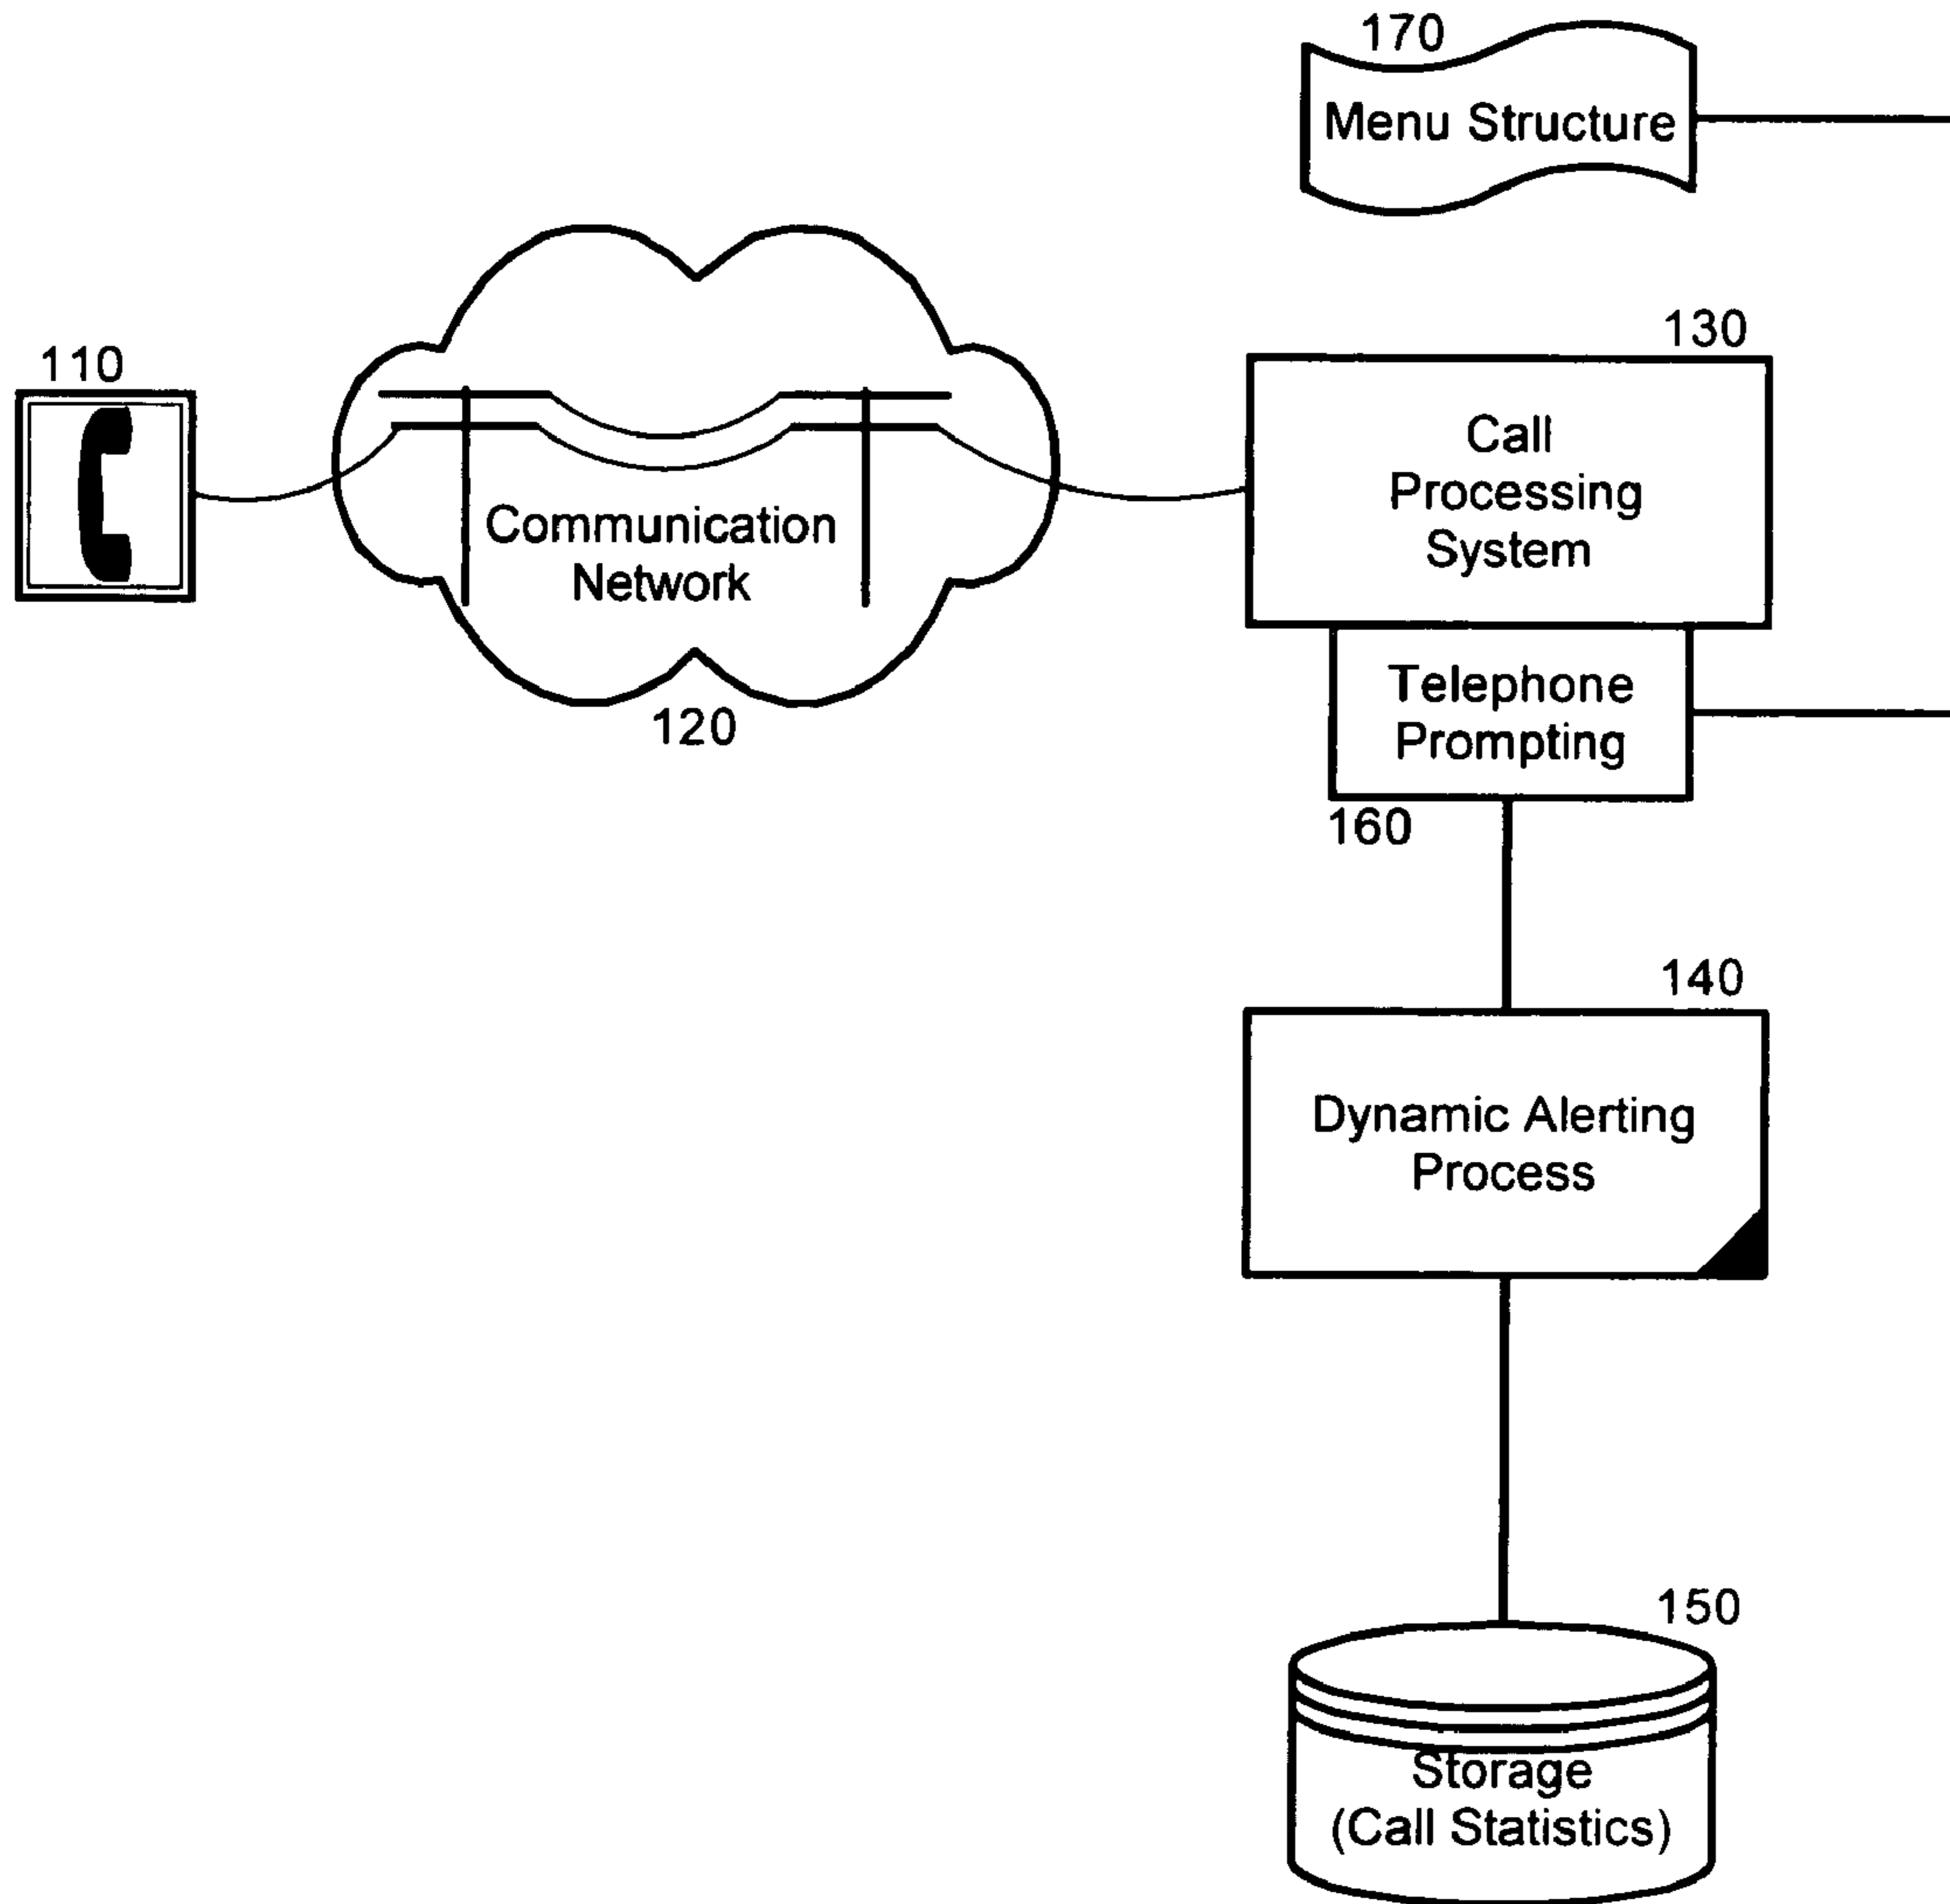 170
Menu Structure
110
130
Call
Processing
System
Communication
Network
120
Telephone
Prompting
160
140
Dynamic Alerting
Process
150
Storage
(Call Statistics)